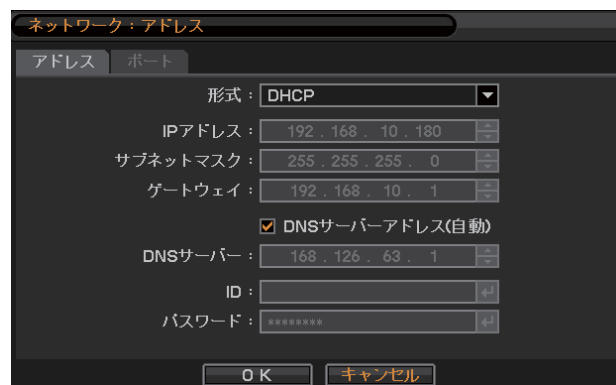 ネットワーク：アドレス
アドレス ポート
形式： DHCP
IPアドレス： 192 . 168 . 10 . 180
サブネットマスク： 255 . 255 . 255 . 0
ゲートウェイ： 192 . 168 . 10 . 1
DNSサーバーアドレス(自動)
DNSサーバー： 168 . 126 . 63 . 1
ID：
パスワード： ********
ＯＫ キャンセル